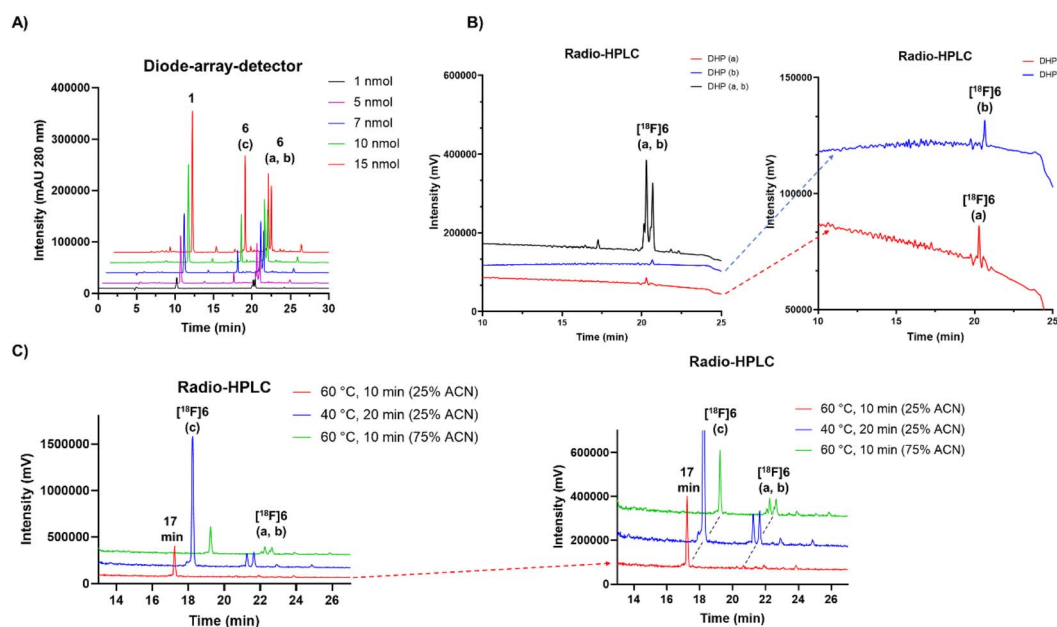 A)
Diode-array-detector
Intensity (mAU 280 nm)
400000
300000
200000
100000
0
0 5 10 15 20 25 30
Time (min)
1
6
(c)
6
(a, b)
1 nmol
5 nmol
7 nmol
10 nmol
15 nmol
B)
Radio-HPLC
DHP (a)
DHP (b)
DHP (a, b)
Intensity (mV)
600000
400000
200000
0
10 15 20 25
Time (min)
[18F]6
(a, b)
Radio-HPLC
DHP
DHP
Intensity (mV)
150000
100000
50000
10 15 20 25
Time (min)
[18F]6
(b)
[18F]6
(a)
C)
Radio-HPLC
60 °C, 10 min (25% ACN)
40 °C, 20 min (25% ACN)
60 °C, 10 min (75% ACN)
Intensity (mV)
1500000
1000000
500000
0
14 16 18 20 22 24 26
Time (min)
[18F]6
(c)
17
min
[18F]6
(a, b)
Radio-HPLC
60 °C, 10 min (25% ACN)
40 °C, 20 min (25% ACN)
60 °C, 10 min (75% ACN)
Intensity (mV)
600000
400000
200000
0
14 16 18 20 22 24 26
Time (min)
[18F]6
(c)
17
min
[18F]6
(a, b)